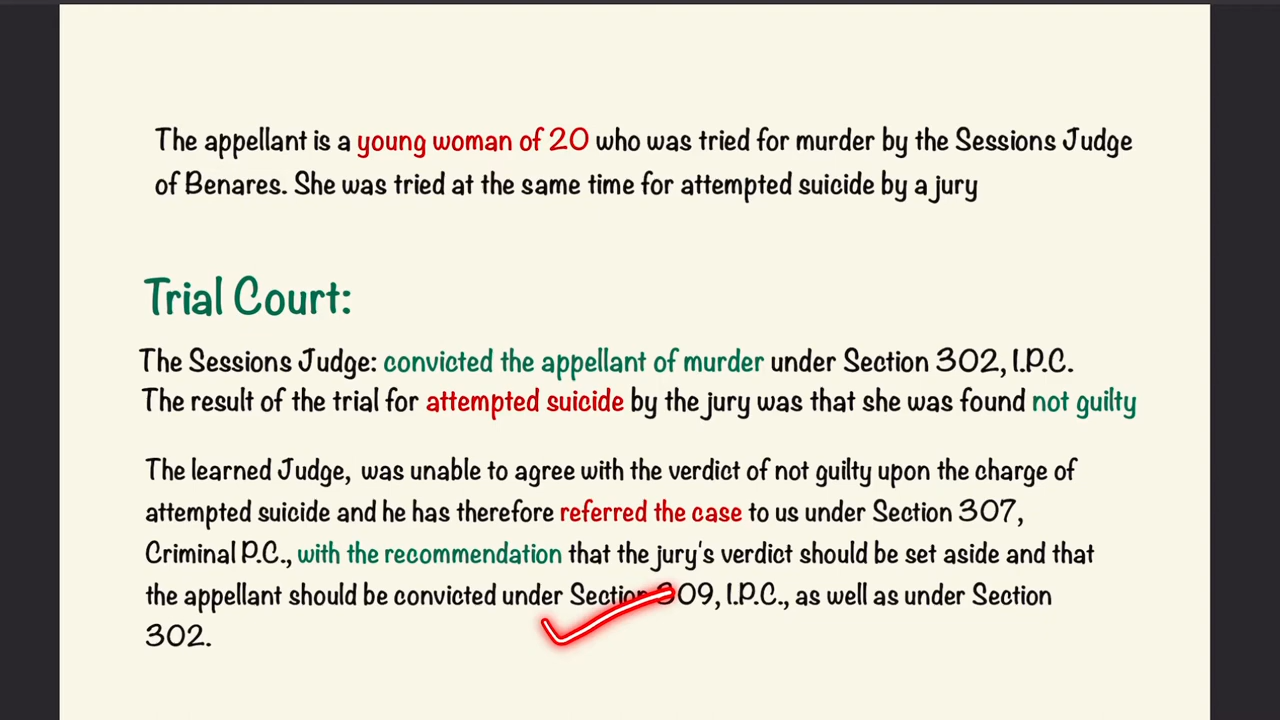 The appellant is a young woman of 20 who was tried for murder by the Sessions Judge
of Benares. She was tried at the same time for attempted suicide by a jury
Trial Court:
The Sessions Judge: convicted the appellant of murder under Section 302, I.P.C.
The result of the trial for attempted suicide by the jury was that she was found not guilty
The learned Judge, was unable to agree with the verdict of not guilty upon the charge of
attempted suicide and he has therefore referred the case to us under Section 307,
Criminal P.C., with the recommendation that the jury's verdict should be set aside and that
the appellant should be convicted under Section 309, I.P.C., as well as under Section
302.